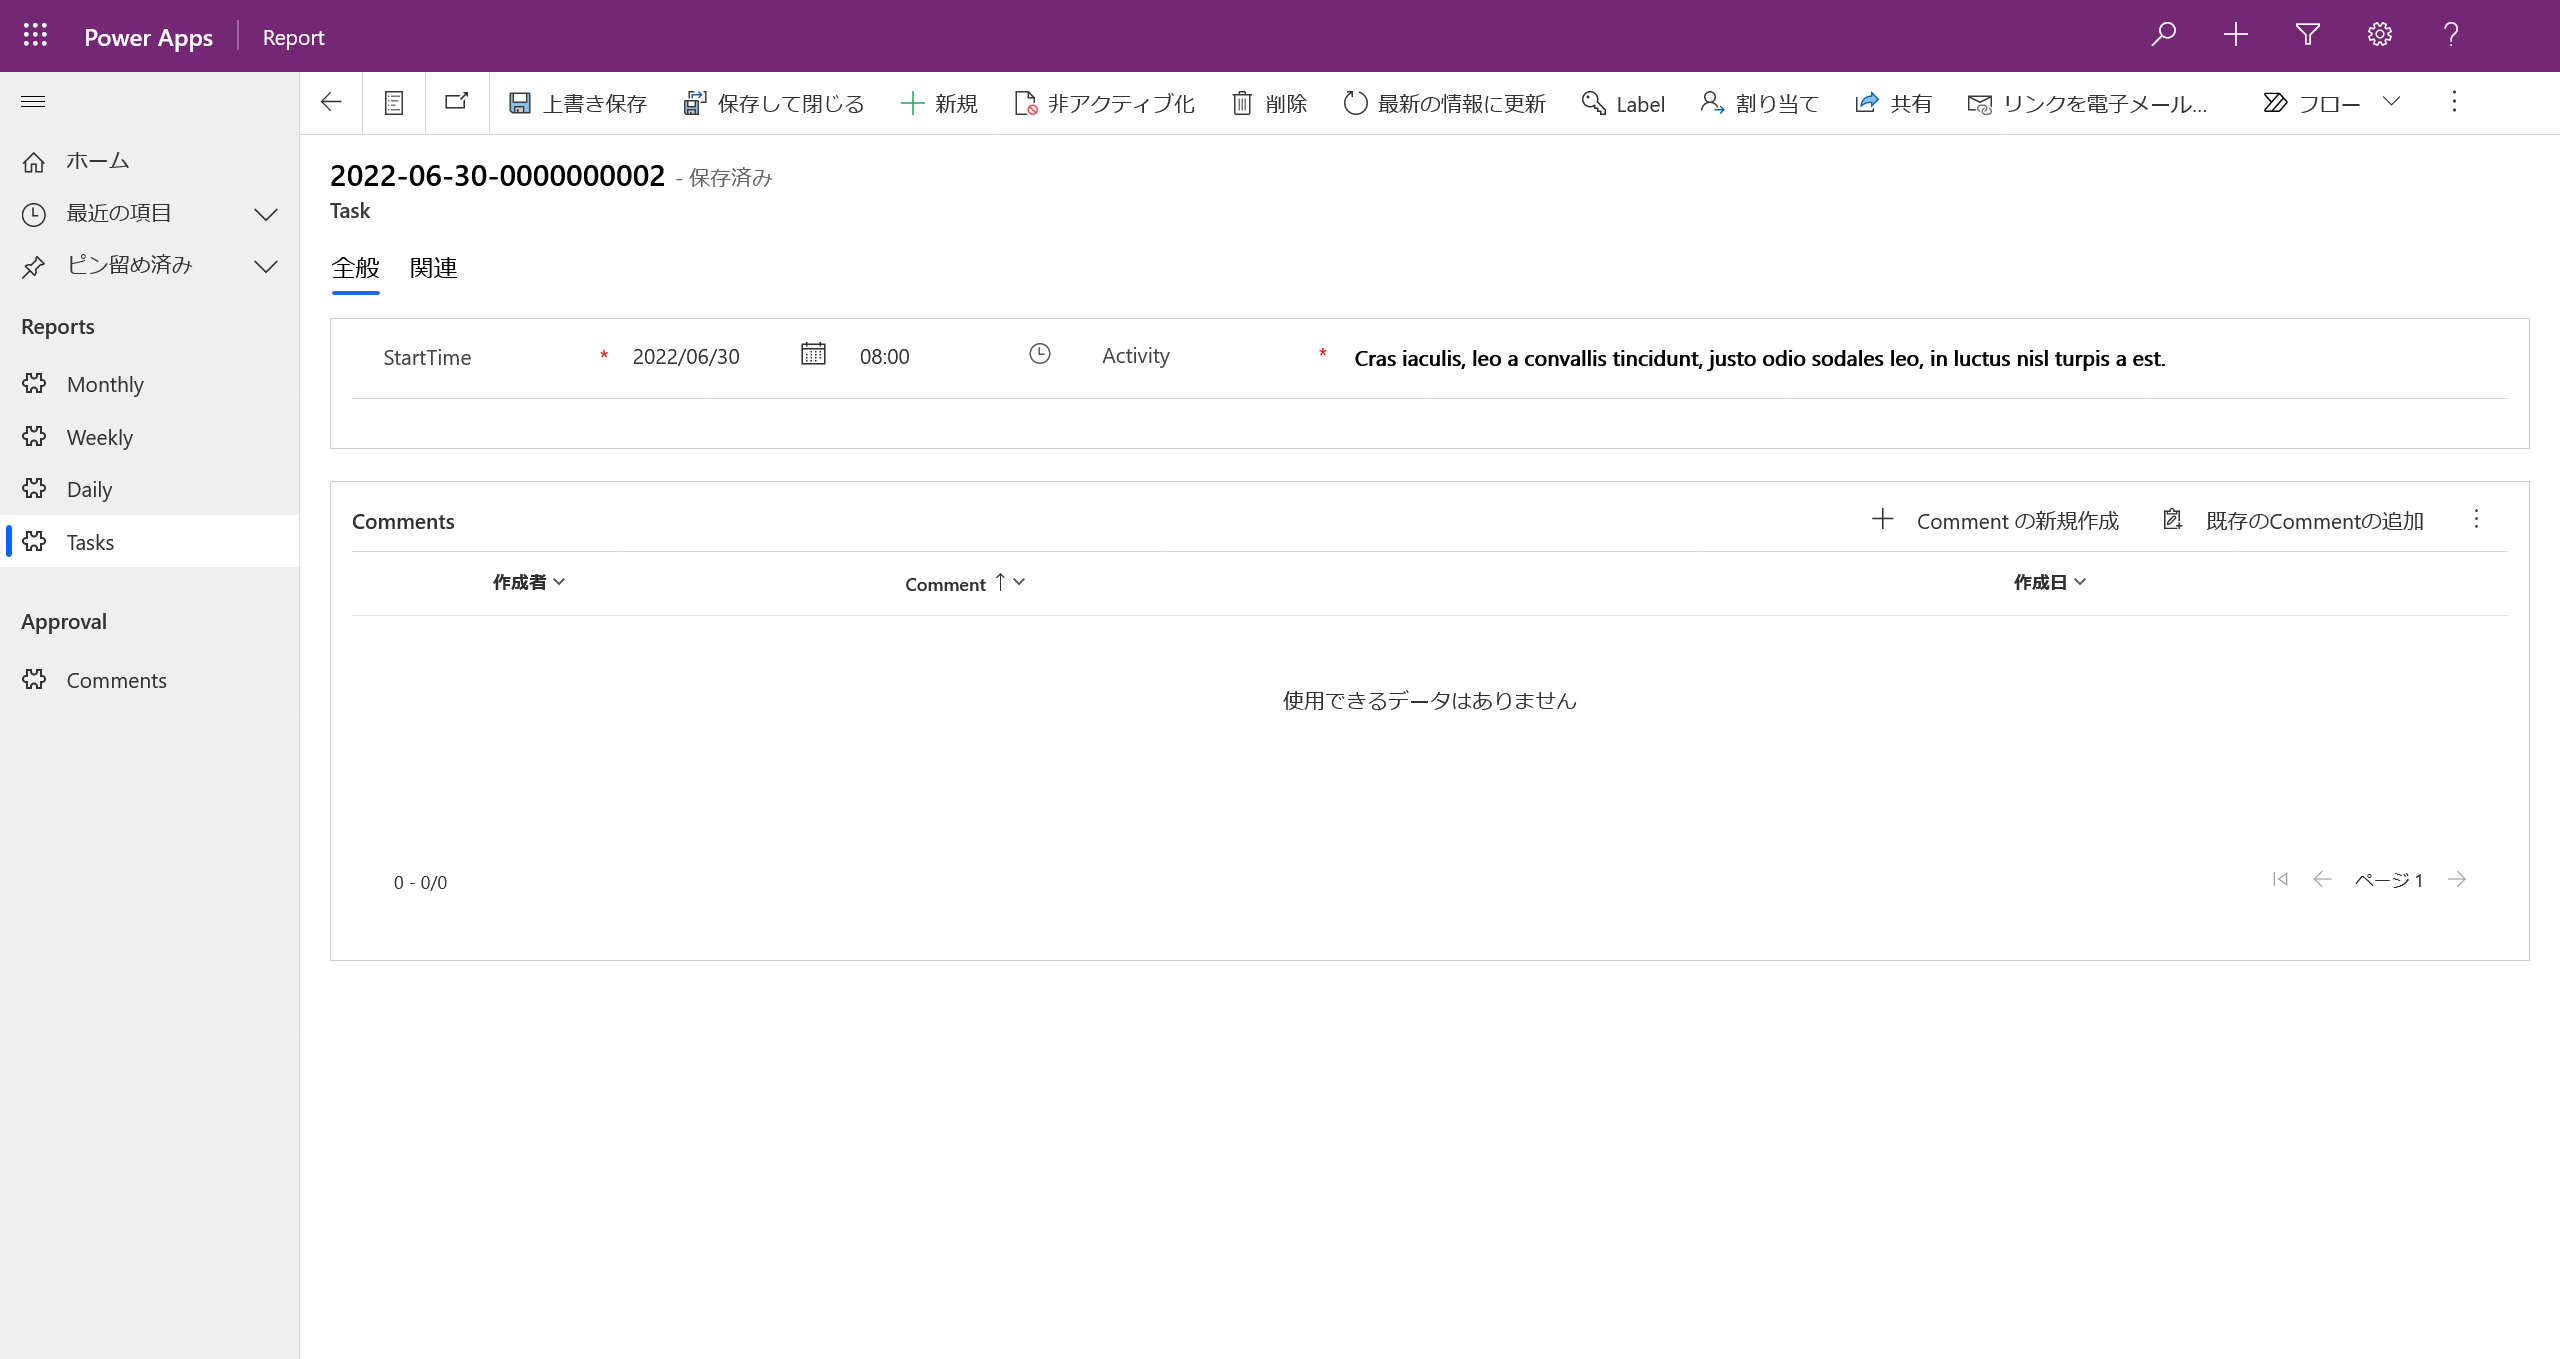 Power Apps
Report
上書き保存
保存して閉じる
新規
非アクティブ化
削除
最新の情報に更新
Label
割り当て
共有
リンクを電子メール...
フロー
ホーム
最近の項目
ピン留め済み
Reports
Monthly
Weekly
Daily
Tasks
Approval
Comments
2022-06-30-0000000002 - 保存済み
Task
全般 関連
StartTime * 2022/06/30 08:00 Activity * Cras iaculis, leo a convallis tincidunt, justo odio sodales leo, in luctus nisl turpis a est.
Comments
Comment の新規作成
既存のCommentの追加
作成者 Comment ↑ 作成日
使用できるデータはありません
0 - 0/0
ページ 1